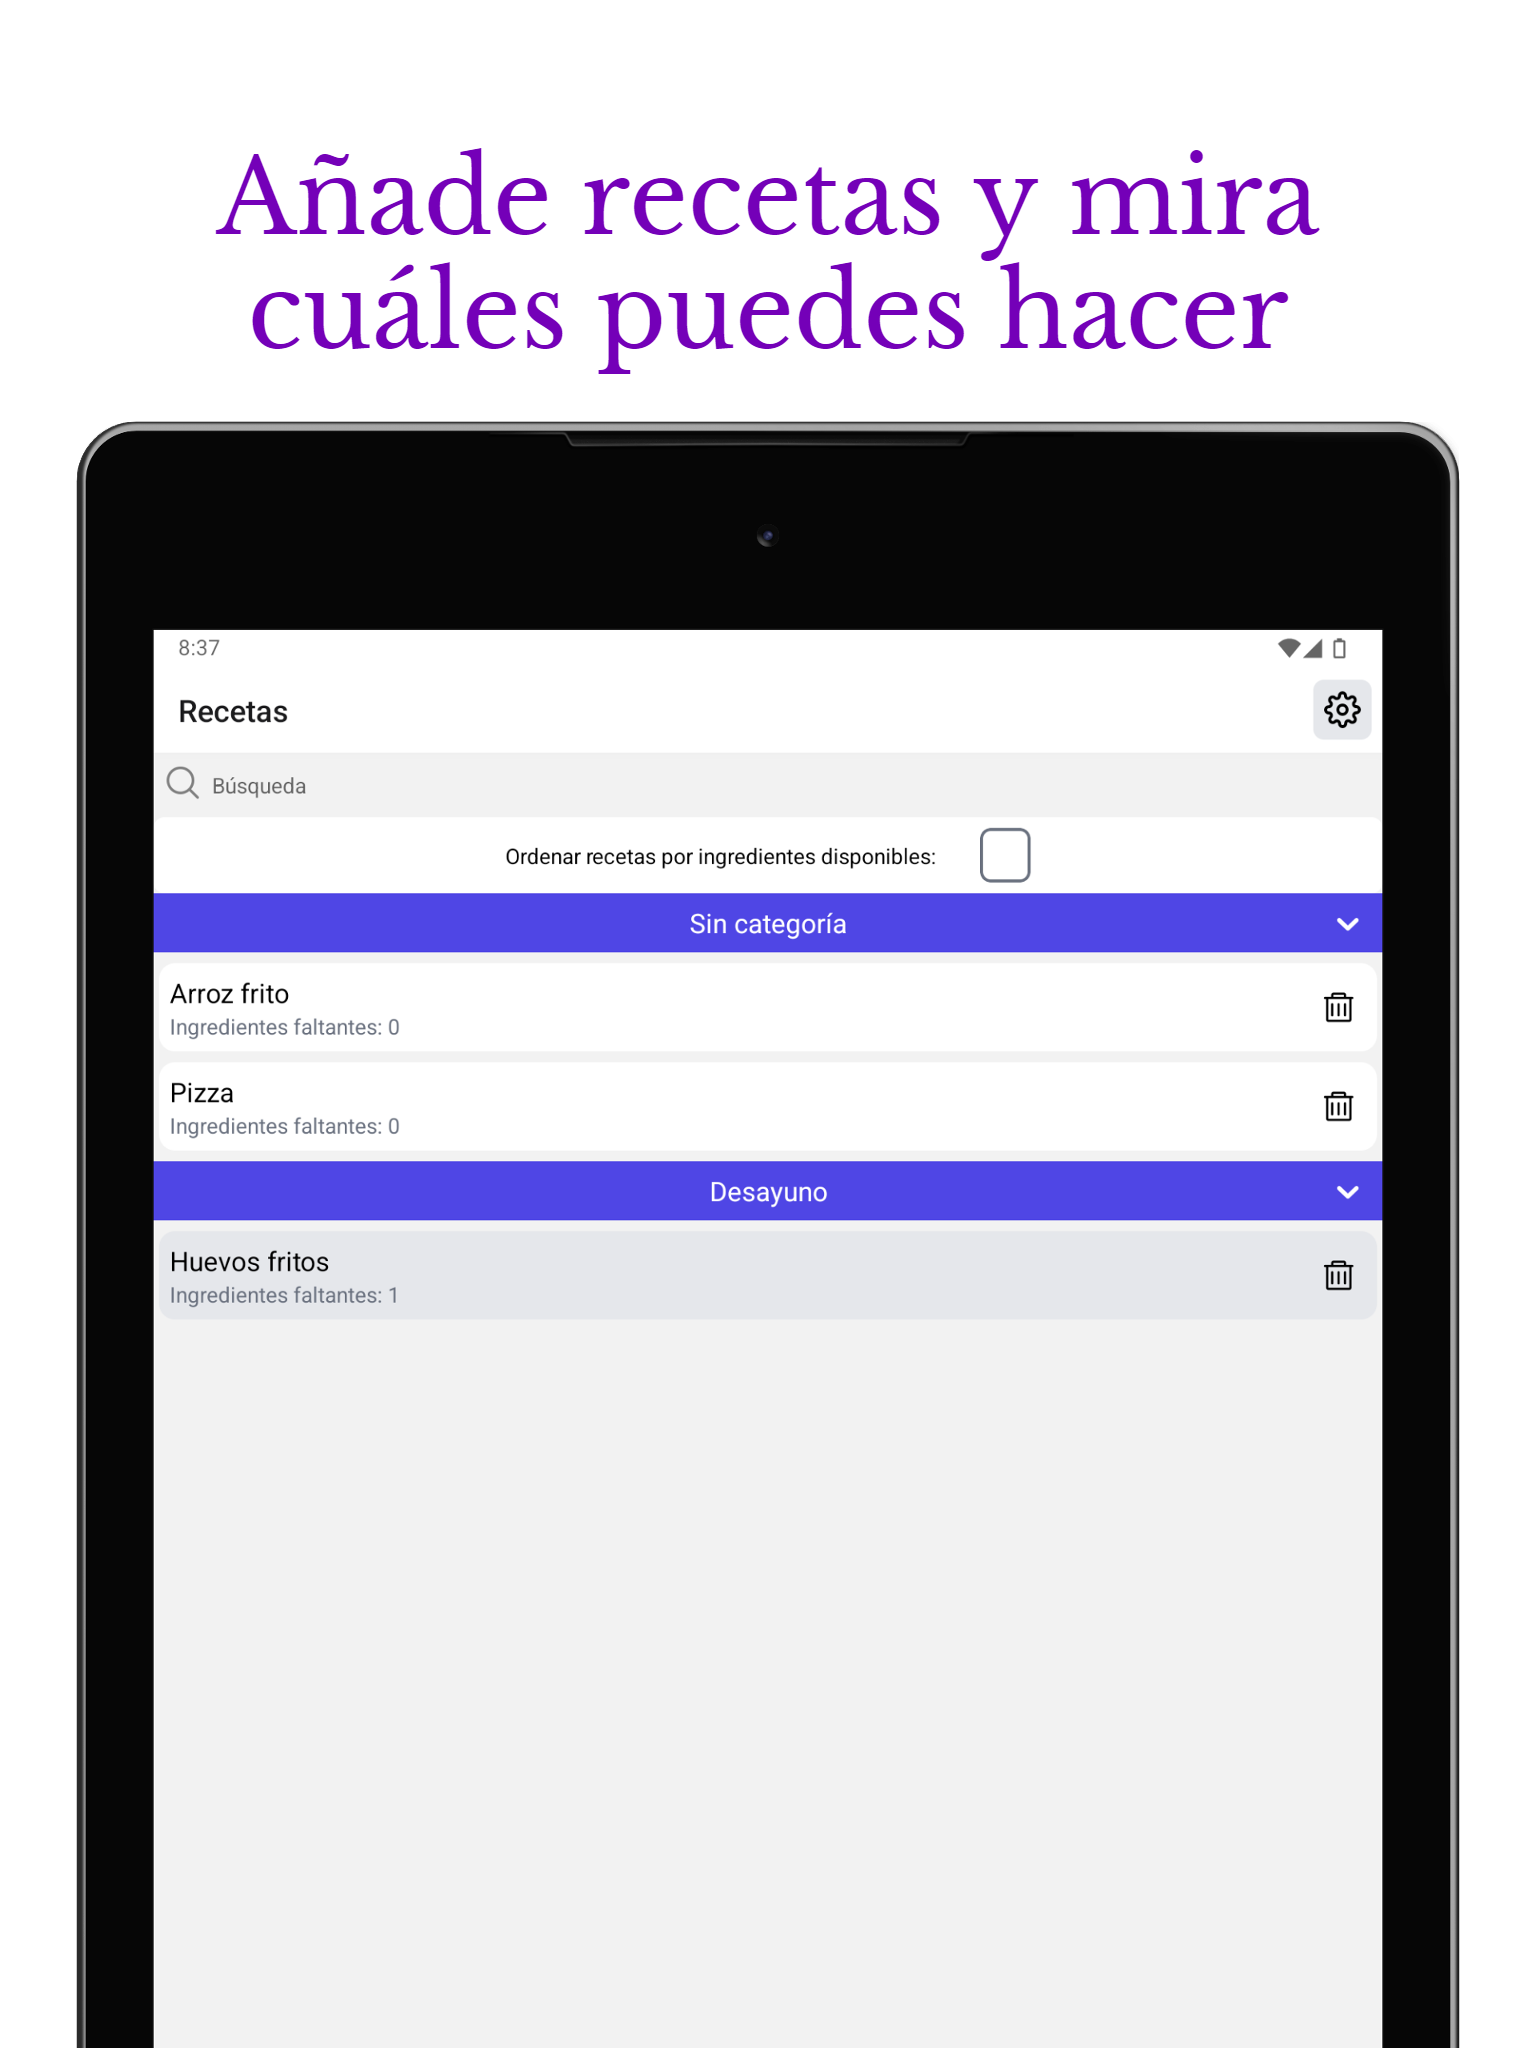 Añade recetas y mira
cuáles puedes hacer
8:37
Recetas
Búsqueda
Ordenar recetas por ingredientes disponibles:
Sin categoría
Arroz frito
Ingredientes faltantes: 0
Pizza
Ingredientes faltantes: 0
Desayuno
Huevos fritos
Ingredientes faltantes: 1